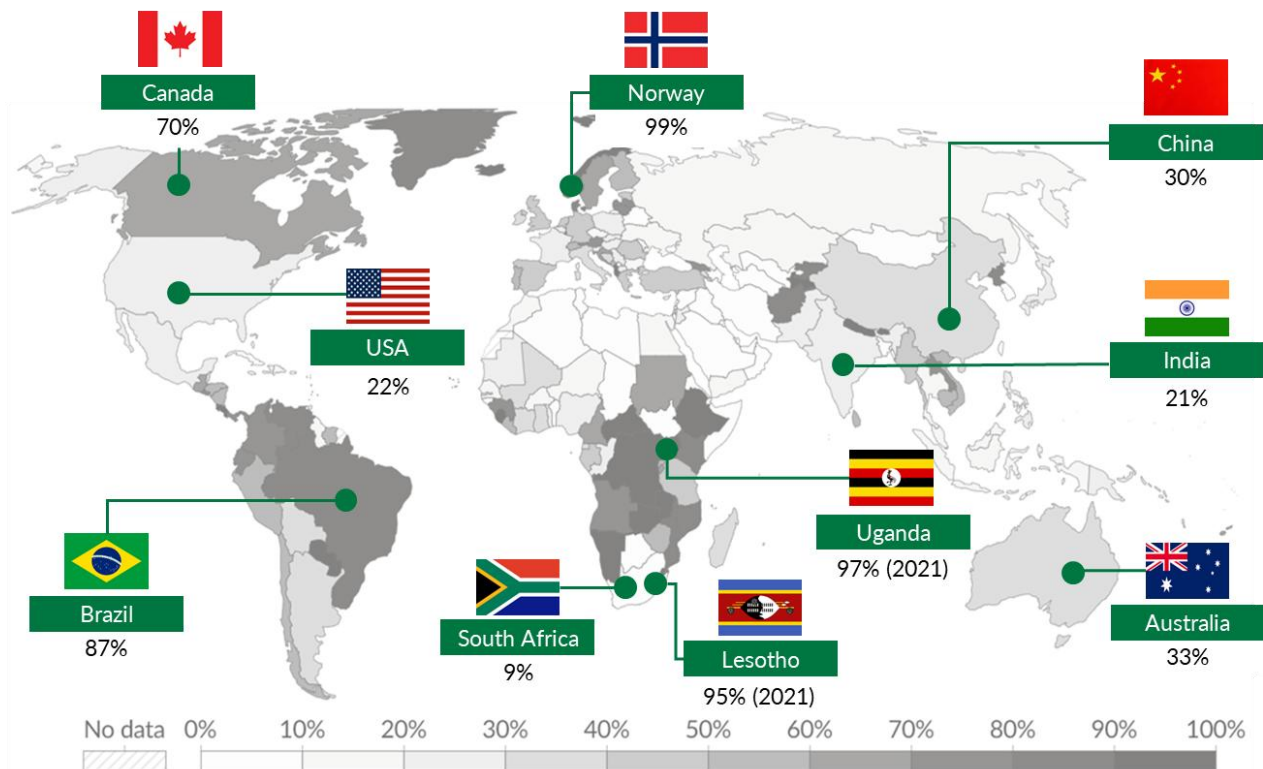 Canada
70%
Norway
99%
China
30%
USA
22%
India
21%
Uganda
97% (2021)
Brazil
87%
South Africa
9%
Lesotho
95% (2021)
Australia
33%
No data 0% 10% 20% 30% 40% 50% 60% 70% 80% 90% 100%